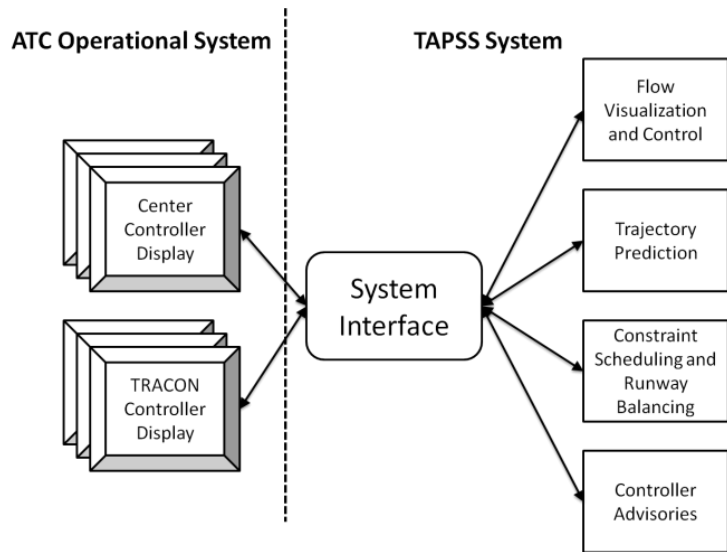 ATC Operational System
TAPSS System
Center
Controller
Display
TRACON
Controller
Display
System
Interface
Flow
Visualization
and Control
Trajectory
Prediction
Constraint
Scheduling and
Runway
Balancing
Controller
Advisories